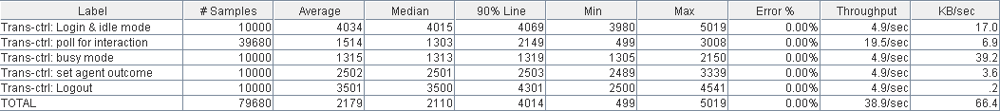 Label # Samples Average Median 90% Line Min Max Error % Throughput KB/sec
Trans-ctrl: Login & idle mode 10000 4034 4015 4069 3980 5019 0.00% 4.9/sec 17.0
Trans-ctrl: poll for interaction 39680 1514 1303 2149 499 3008 0.00% 19.5/sec 6.9
Trans-ctrl: busy mode 10000 1315 1313 1319 1305 2150 0.00% 4.9/sec 39.2
Trans-ctrl: set agent outcome 10000 2502 2501 2503 2489 3339 0.00% 4.9/sec 3.6
Trans-ctrl: Logout 10000 3501 3500 4301 2500 4541 0.00% 4.9/sec .2
TOTAL 79680 2179 2110 4014 499 5019 0.00% 38.9/sec 66.4